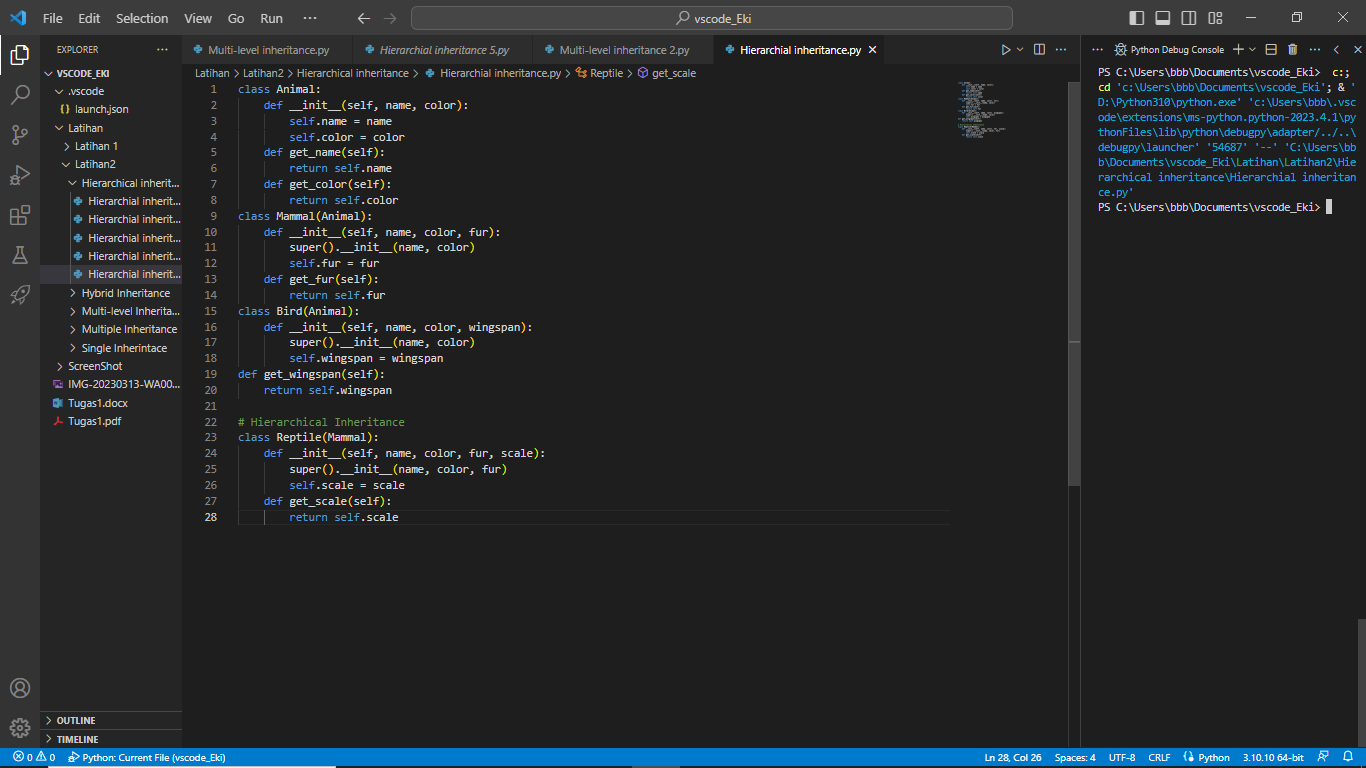 File Edit Selection View Go Run ···
vscode_Eki
EXPLORER ···
VSCODE_EKI
.vscode
launch.json
Latihan
Latihan 1
Latihan2
Hierarchical inherit...
Hierarchial inherit...
Hierarchial inherit...
Hierarchial inherit...
Hierarchial inherit...
Hierarchial inherit...
Hybrid Inheritance
Multi-level Inherita...
Multiple Inheritance
Single Inherintace
ScreenShot
IMG-20230313-WA00...
Tugas1.docx
Tugas1.pdf
OUTLINE
TIMELINE
Multi-level inheritance.py
Hierarchial inheritance 5.py
Multi-level inheritance 2.py
Hierarchial inheritance.py
Latihan > Latihan2 > Hierarchical inheritance > Hierarchial inheritance.py > Reptile > get_scale
1 class Animal:
2     def __init__(self, name, color):
3         self.name = name
4         self.color = color
5     def get_name(self):
6         return self.name
7     def get_color(self):
8         return self.color
9 class Mammal(Animal):
10     def __init__(self, name, color, fur):
11         super().__init__(name, color)
12         self.fur = fur
13     def get_fur(self):
14         return self.fur
15 class Bird(Animal):
16     def __init__(self, name, color, wingspan):
17         super().__init__(name, color)
18         self.wingspan = wingspan
19 def get_wingspan(self):
20     return self.wingspan
21
22 # Hierarchical Inheritance
23 class Reptile(Mammal):
24     def __init__(self, name, color, fur, scale):
25         super().__init__(name, color, fur)
26         self.scale = scale
27     def get_scale(self):
28         return self.scale
Python Debug Console
PS C:\Users\bbb\Documents\vscode_Eki>  c:;
cd 'c:\Users\bbb\Documents\vscode_Eki'; & '
D:\Python310\python.exe' 'c:\Users\bbb\.vsc
ode\extensions\ms-python.python-2023.4.1\py
thonFiles\lib\python\debugpy\adapter/../..\
debugpy\launcher' '54687' '--' 'C:\Users\bb
b\Documents\vscode_Eki\Latihan\Latihan2\Hie
rarchical inheritance\Hierarchial inheritan
ce.py'
PS C:\Users\bbb\Documents\vscode_Eki>
0 0 Python: Current File (vscode_Eki)
Ln 28, Col 26 Spaces: 4 UTF-8 CRLF Python 3.10.10 64-bit